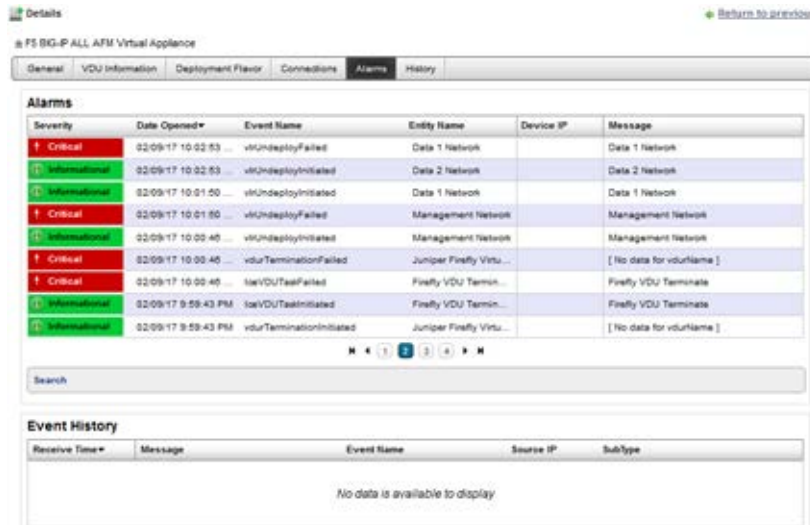 Details
Return to previou
F5 BIG-IP ALL AFM Virtual Appliance
General VDU Information Deployment Flavor Connections Alarms History
Alarms
Severity Date Opened Event Name Entity Name Device IP Message
Critical 02/09/17 10:02:53 ... vlrUndeployFailed Data 1 Network Data 1 Network
Informational 02/09/17 10:02:53 ... vlrUndeployInitiated Data 2 Network Data 2 Network
Informational 02/09/17 10:01:50 ... vlrUndeployInitiated Data 1 Network Data 1 Network
Critical 02/09/17 10:01:50 ... vlrUndeployFailed Management Network Management Network
Informational 02/09/17 10:00:46 ... vlrUndeployInitiated Management Network Management Network
Critical 02/09/17 10:00:46 ... vdurTerminationFailed Juniper Firefly Virtu... [ No data for vdurName ]
Critical 02/09/17 10:00:46 ... Firefly VDU Termin... Firefly VDU Terminate
Informational 02/09/17 9:59:43 PM Firefly VDU Termin... Firefly VDU Terminate
Informational 02/09/17 9:59:43 PM vdurTerminationInitiated Juniper Firefly Virtu... [ No data for vdurName ]
1 2 3 4
Search
Event History
Receive Time Message Event Name Source IP SubType
No data is available to display